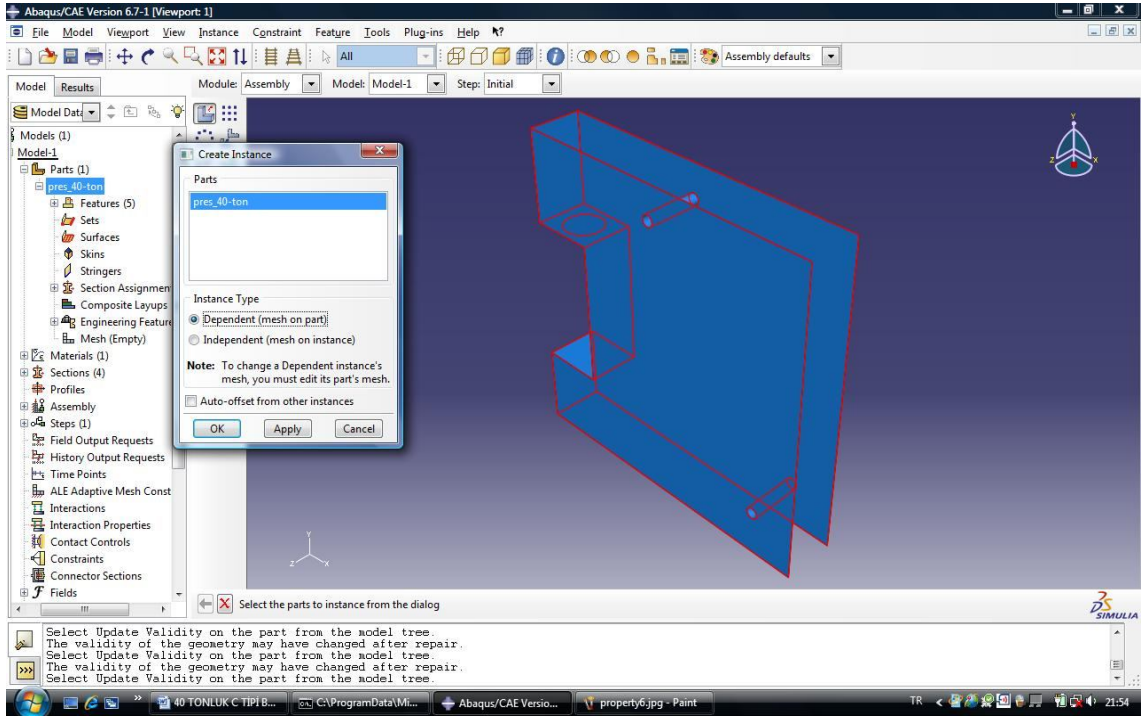 Abaqus/CAE Version 6.7-1 [Viewport: 1]
File Model Viewport View Instance Constraint Feature Tools Plug-ins Help
All
Assembly defaults
Model Results
Module: Assembly Model: Model-1 Step: Initial
Model Data
Models (1)
Model-1
Parts (1)
pres_40-ton
Features (5)
Sets
Surfaces
Skins
Stringers
Section Assignmen
Composite Layups
Engineering Feature
Mesh (Empty)
Materials (1)
Sections (4)
Profiles
Assembly
Steps (1)
Field Output Requests
History Output Requests
Time Points
ALE Adaptive Mesh Const
Interactions
Interaction Properties
Contact Controls
Constraints
Connector Sections
Fields
Create Instance
Parts
pres_40-ton
Instance Type
Dependent (mesh on part)
Independent (mesh on instance)
Note: To change a Dependent instance's
mesh, you must edit its part's mesh.
Auto-offset from other instances
OK Apply Cancel
Y
Z X
Y
Z X
Select the parts to instance from the dialog
SIMULIA
Select Update Validity on the part from the model tree.
The validity of the geometry may have changed after repair.
Select Update Validity on the part from the model tree.
The validity of the geometry may have changed after repair.
Select Update Validity on the part from the model tree.
40 TONLUK C TİPİ B... C:\ProgramData\Mi... Abaqus/CAE Versio... property6.jpg - Paint TR 21:54